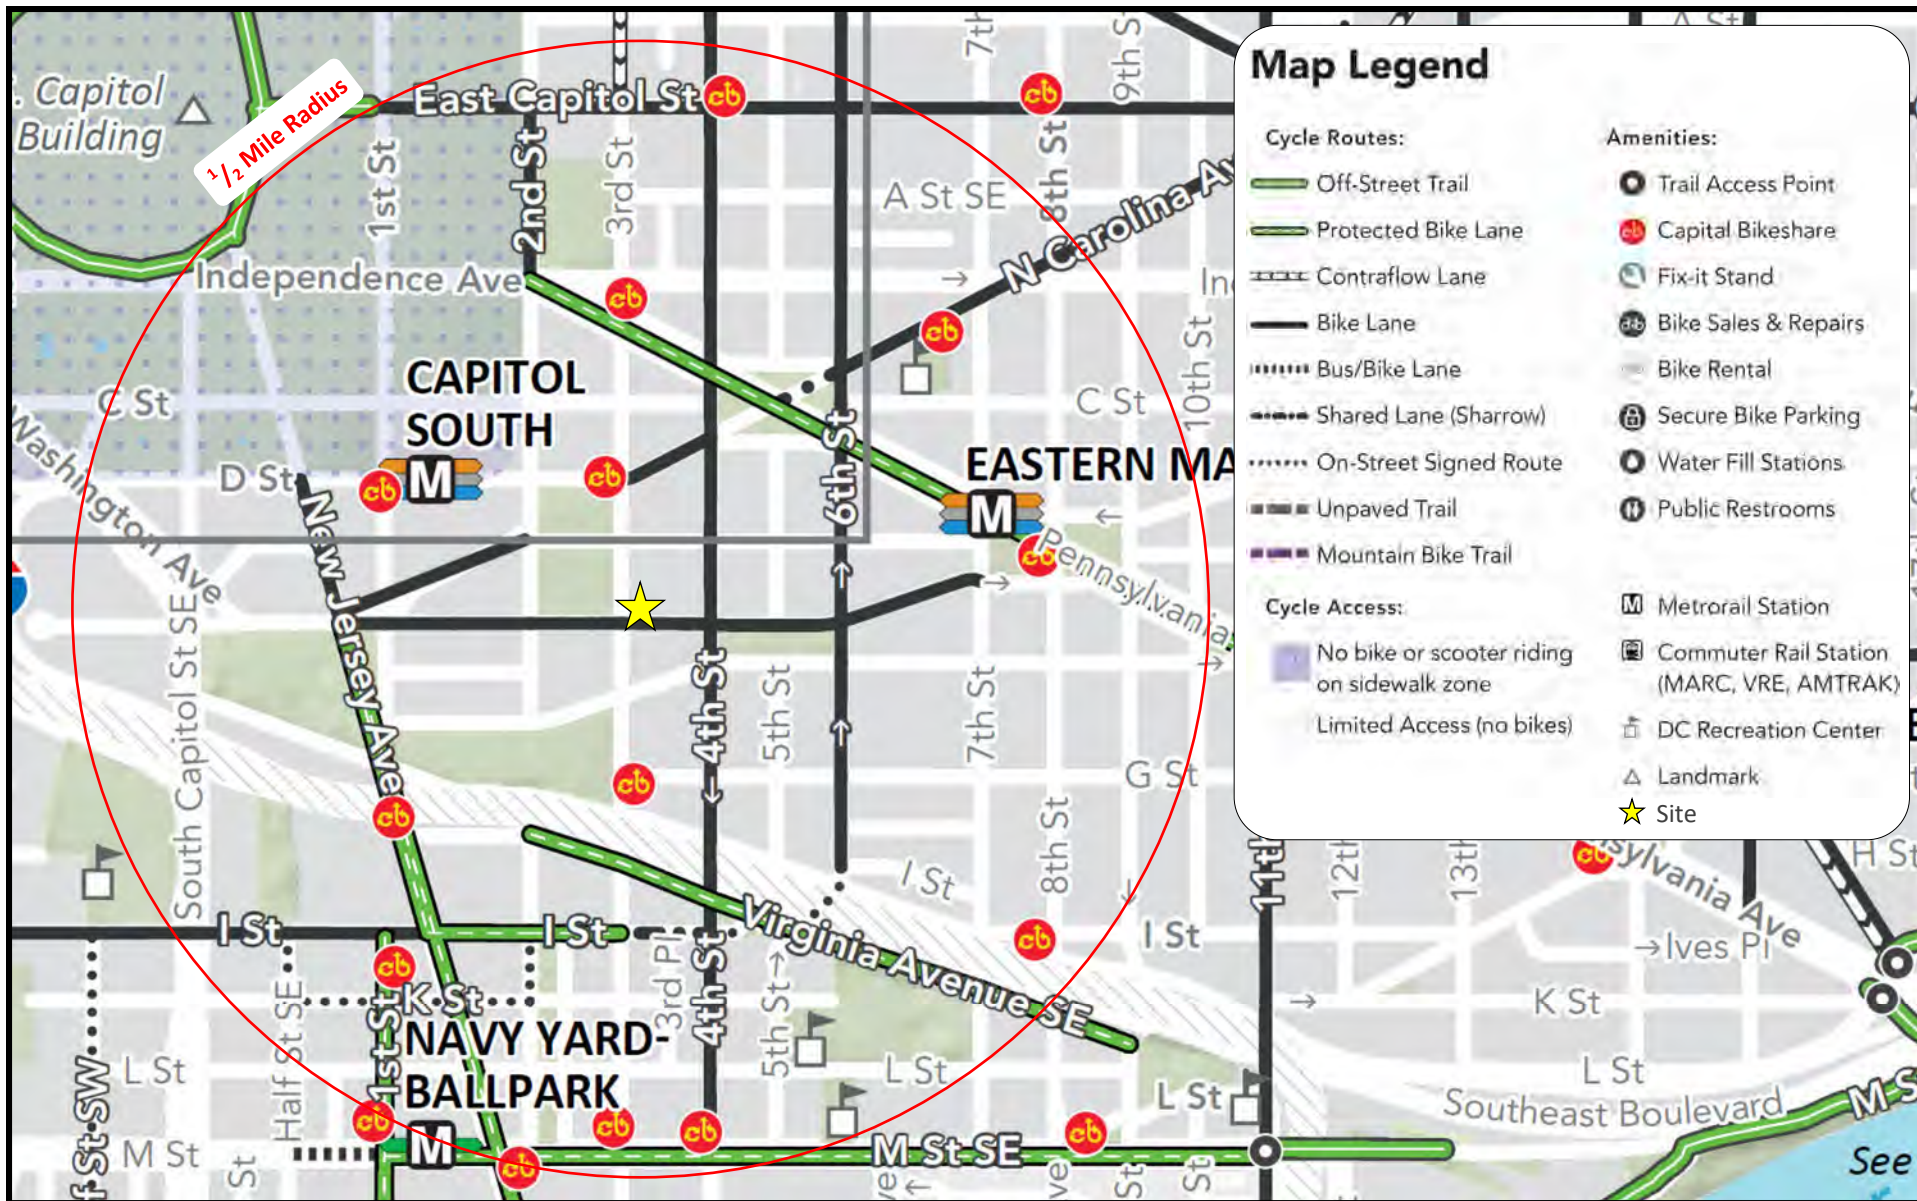 . Capitol
Building
1/2 Mile Radius
East Capitol St
1st St
2nd St
3rd St
7th
8th St
9th S
A St
A St SE
N Carolina Av
Independence Ave
In
10th St
CAPITOL
SOUTH
C St
C St
Washington Ave
D St
M
6th St
EASTERN MA
M
Pennsylvania
New Jersey Ave
South Capitol St SE
4th St
5th St
7th St
G St
8th St
I St
I St
I St
I St
Virginia Avenue SE
3rd Pl
4th St
5th St
K St
1st St
Half St SE
NAVY YARD-
BALLPARK
M
L St
L St
L St
L St
M St
M St SE
f St SW
St
ve
ve
St
St
11th
12th
13th
sylvania Ave
H St
Ives Pl
K St
Southeast Boulevard
M S
See
Map Legend
Cycle Routes:
Off-Street Trail
Protected Bike Lane
Contraflow Lane
Bike Lane
Bus/Bike Lane
Shared Lane (Sharrow)
On-Street Signed Route
Unpaved Trail
Mountain Bike Trail
Cycle Access:
No bike or scooter riding
on sidewalk zone
Limited Access (no bikes)
Amenities:
Trail Access Point
Capital Bikeshare
Fix-it Stand
Bike Sales & Repairs
Bike Rental
Secure Bike Parking
Water Fill Stations
Public Restrooms
M Metrorail Station
Commuter Rail Station
(MARC, VRE, AMTRAK)
DC Recreation Center
Landmark
Site